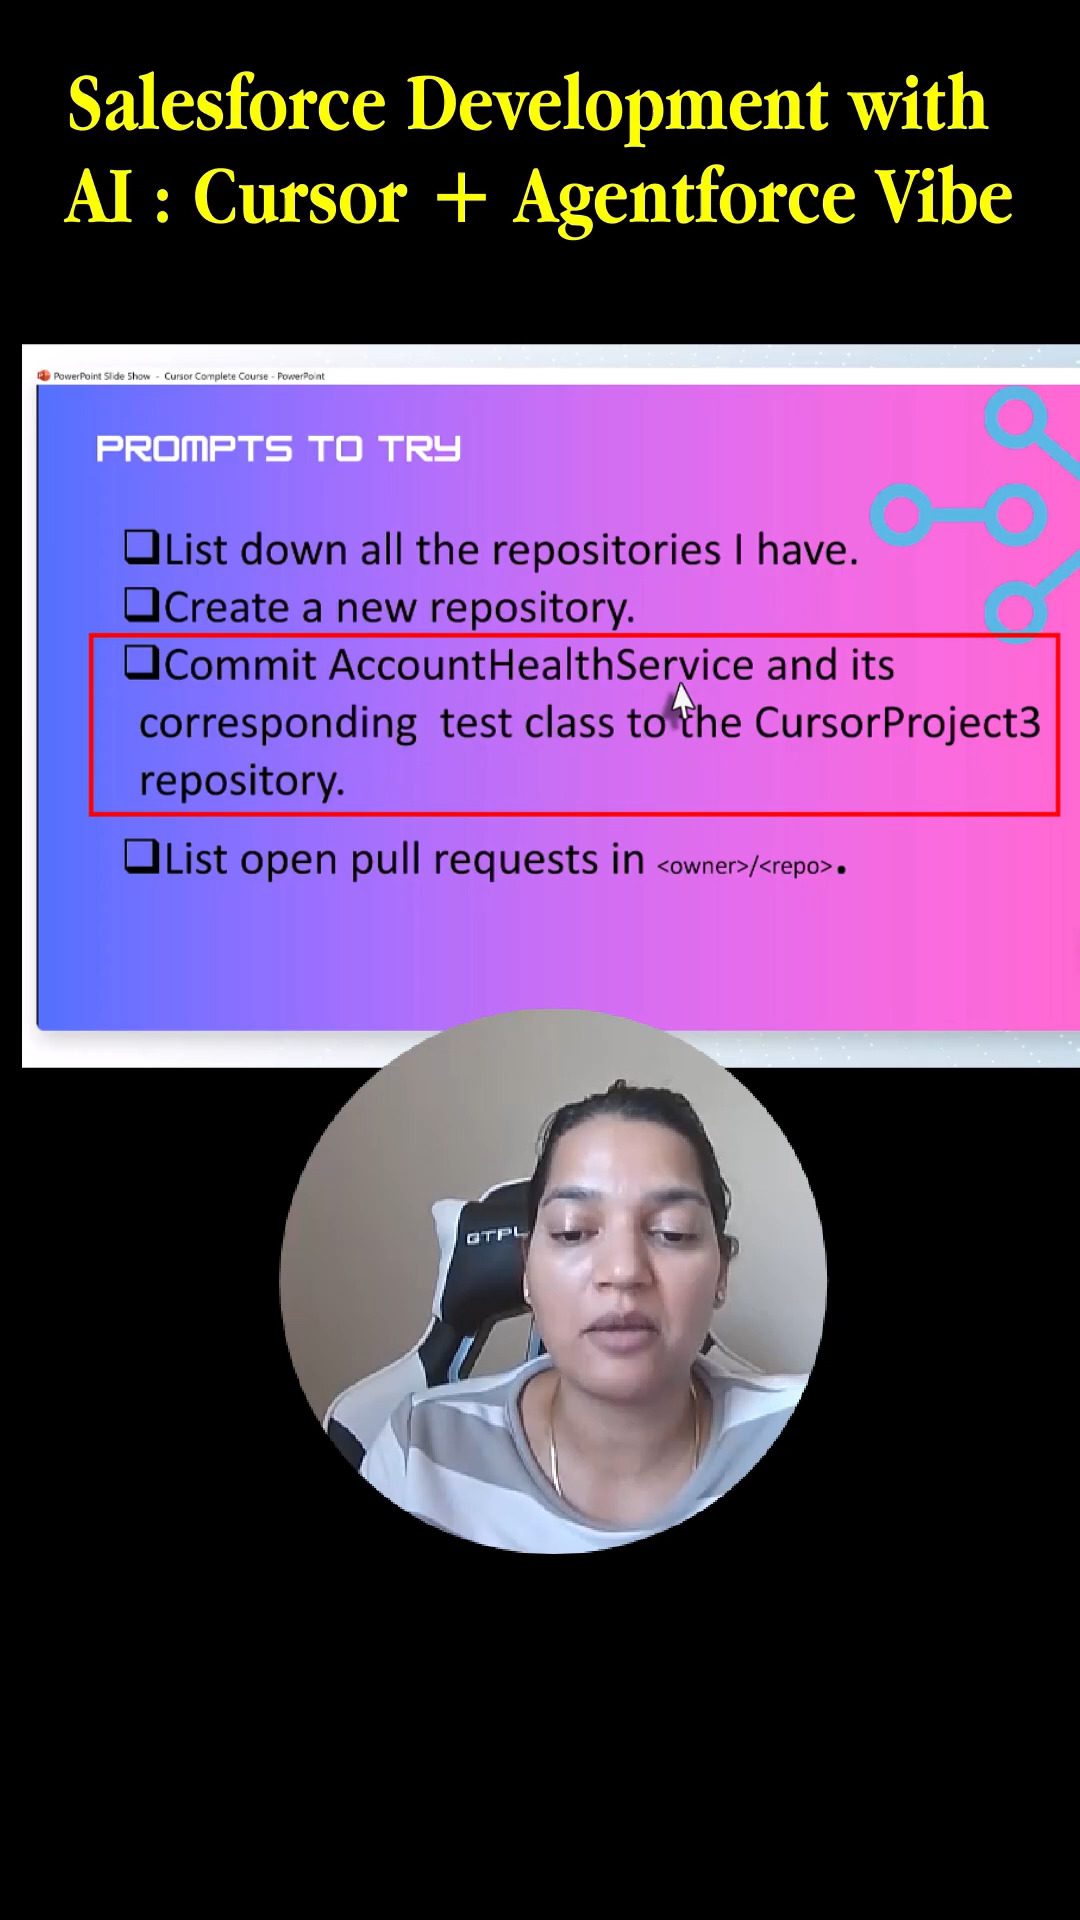 Salesforce Development with
AI : Cursor + Agentforce Vibe
PowerPoint Slide Show - Cursor Complete Course - PowerPoint
PROMPTS TO TRY
❑List down all the repositories I have.
❑Create a new repository.
❑Commit AccountHealthService and its
corresponding test class to the CursorProject3
repository.
❑List open pull requests in <owner>/<repo>.
GTPL